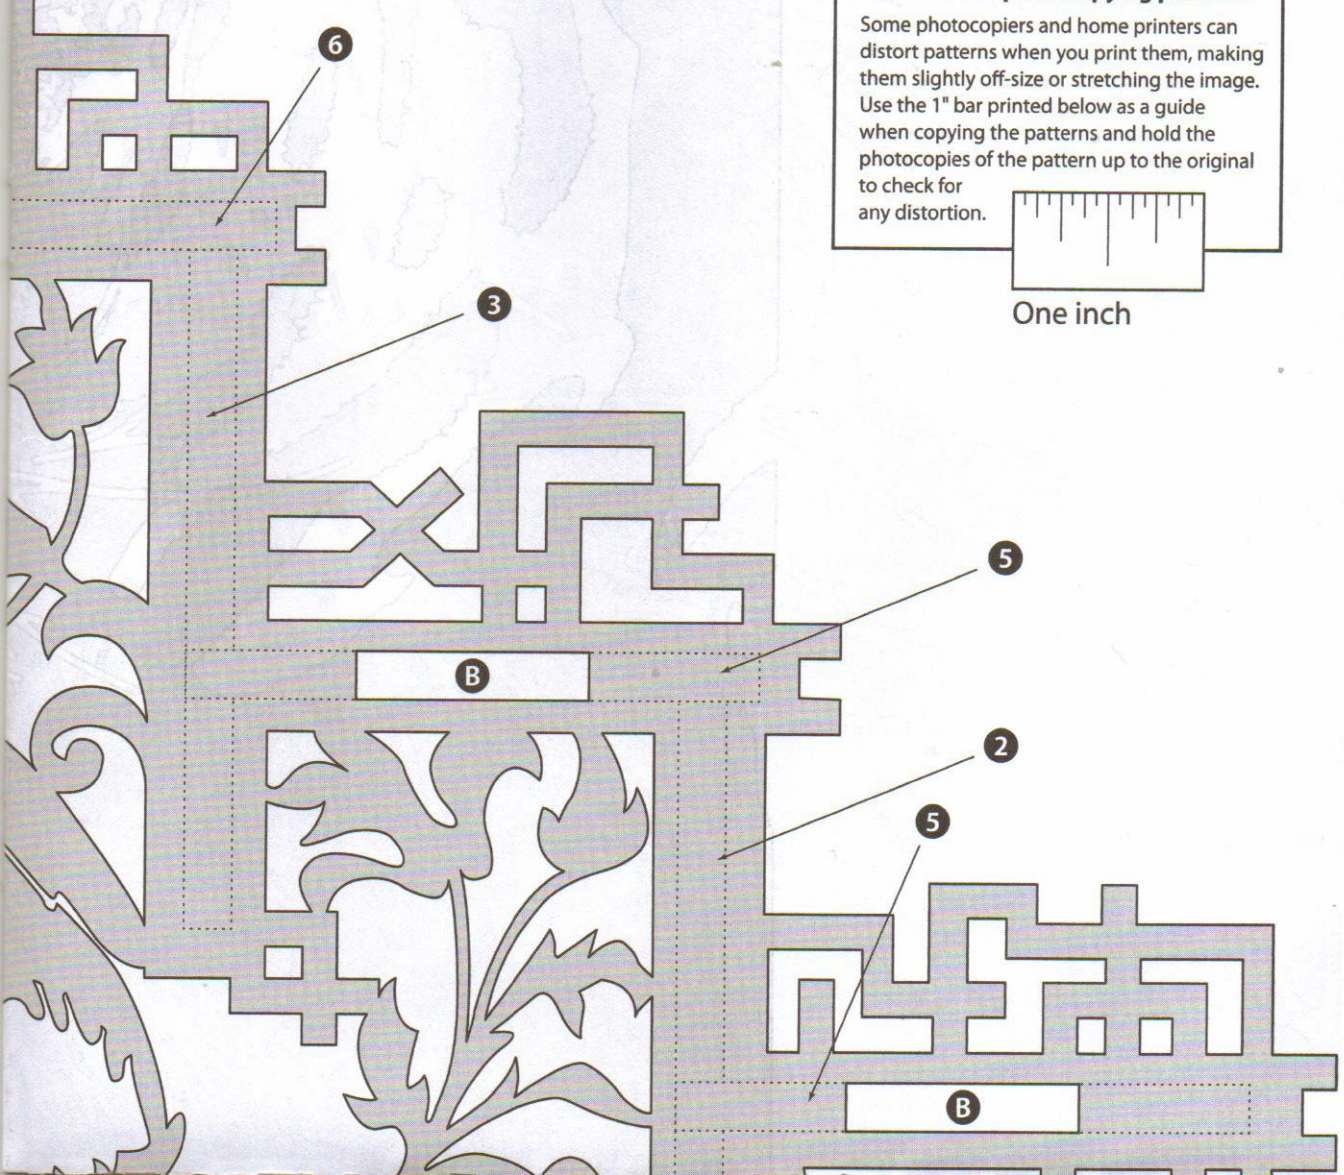 Some photocopiers and home printers can
distort patterns when you print them, making
them slightly off-size or stretching the image.
Use the 1" bar printed below as a guide
when copying the patterns and hold the
photocopies of the pattern up to the original
to check for
any distortion.
One inch
6
3
5
B
2
5
B